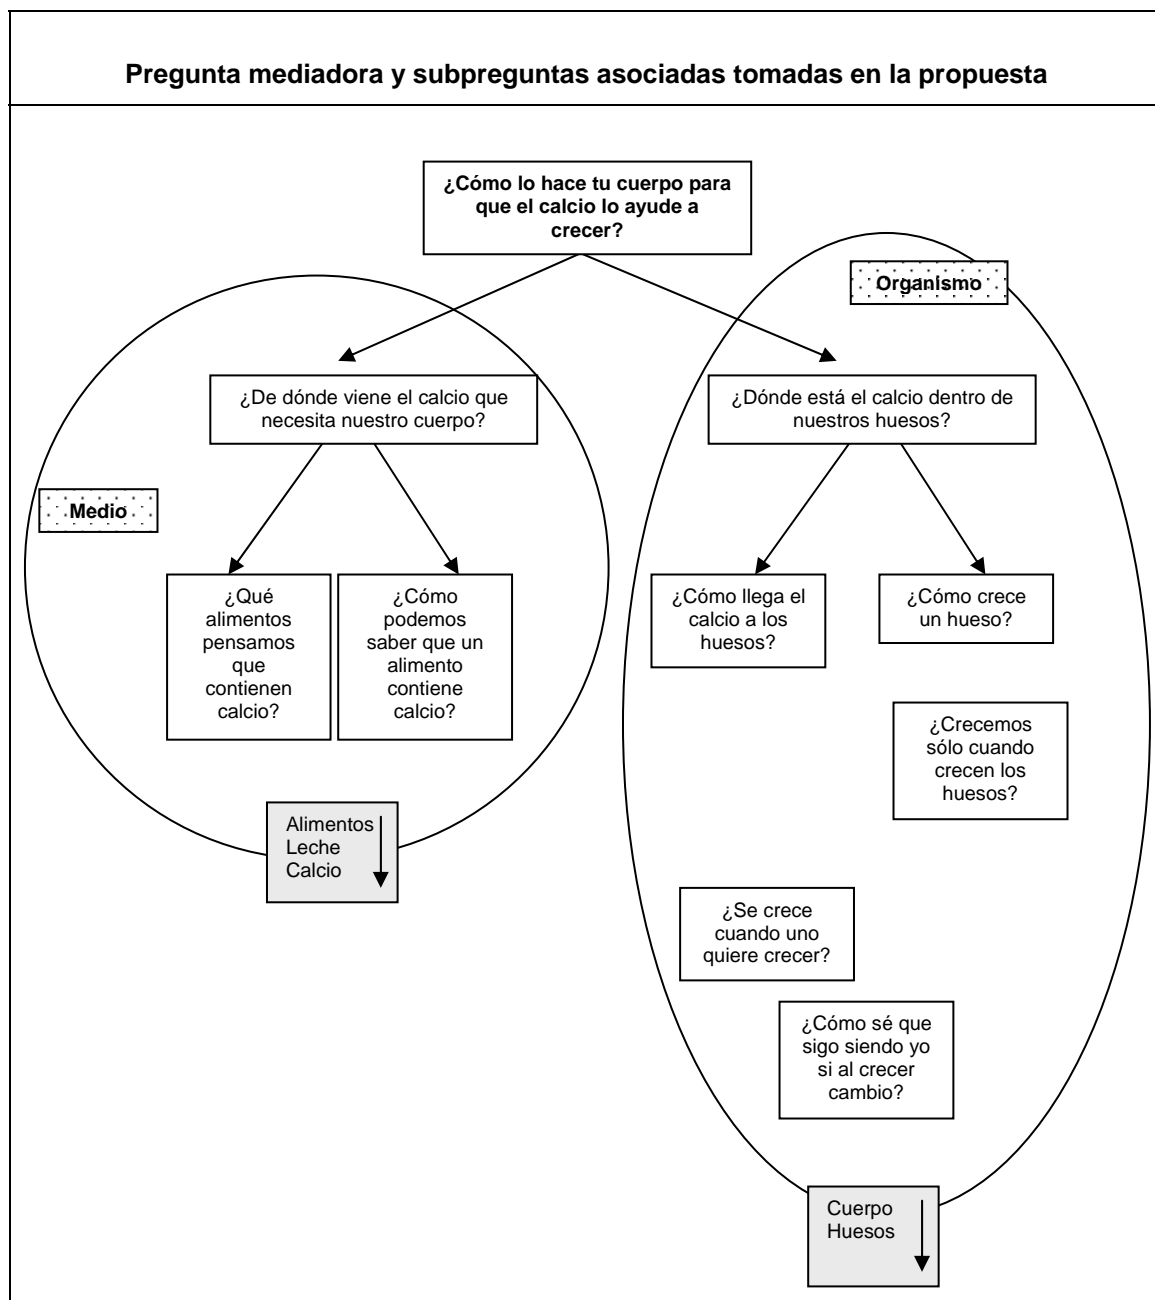 Pregunta mediadora y subpreguntas asociadas tomadas en la propuesta
¿Cómo lo hace tu cuerpo para
que el calcio lo ayude a
crecer?
Organismo
¿De dónde viene el calcio que
necesita nuestro cuerpo?
¿Dónde está el calcio dentro de
nuestros huesos?
Medio
¿Qué
alimentos
pensamos
que
contienen
calcio?
¿Cómo
podemos
saber que un
alimento
contiene
calcio?
¿Cómo llega el
calcio a los
huesos?
¿Cómo crece
un hueso?
¿Crecemos
sólo cuando
crecen los
huesos?
Alimentos
Leche
Calcio
¿Se crece
cuando uno
quiere crecer?
¿Cómo sé que
sigo siendo yo
si al crecer
cambio?
Cuerpo
Huesos